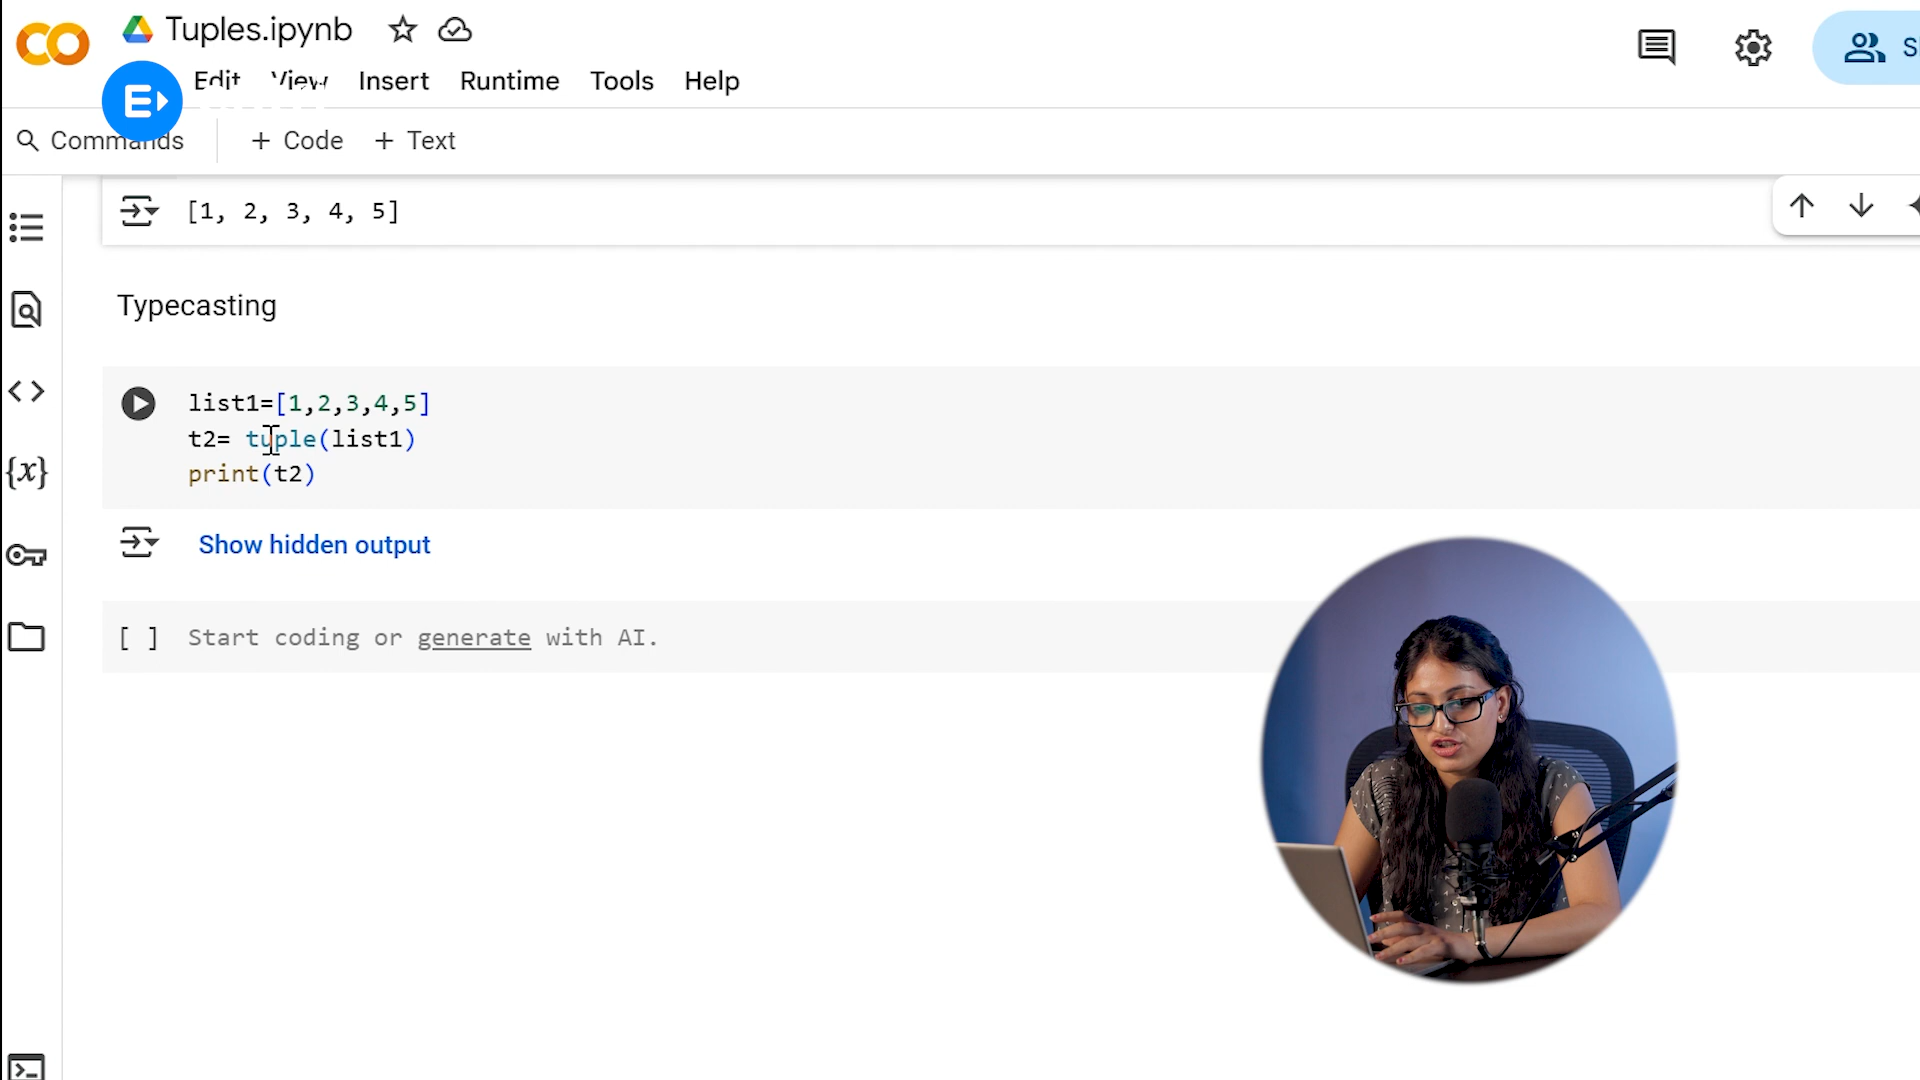 Tuples.ipynb
Edit View Insert Runtime Tools Help
Commands + Code + Text
[1, 2, 3, 4, 5]
Typecasting
list1=[1,2,3,4,5]
t2= tuple(list1)
print(t2)
Show hidden output
[ ] Start coding or generate with AI.